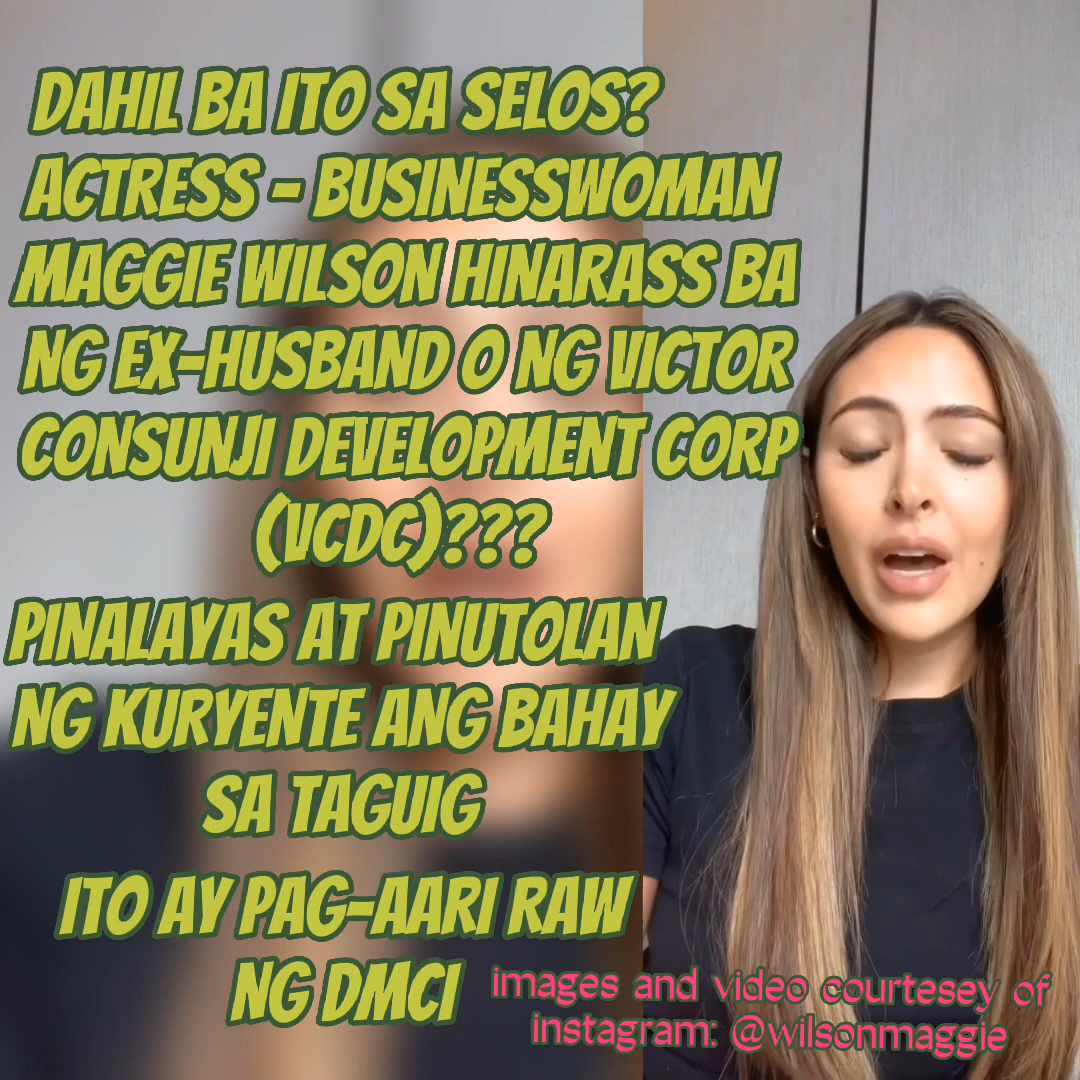 DAHIL BA ITO SA SELOS?
ACTRESS - BUSINESSWOMAN
MAGGIE WILSON HINARASS BA
NG EX-HUSBAND O NG VICTOR
CONSUNJI DEVELOPMENT CORP
(VCDC)???
PINALAYAS AT PINUTOLAN
NG KURYENTE ANG BAHAY
SA TAGUIG
ITO AY PAG-AARI RAW
NG DMCI
images and video courtesey of
instagram: @wilsonmaggie